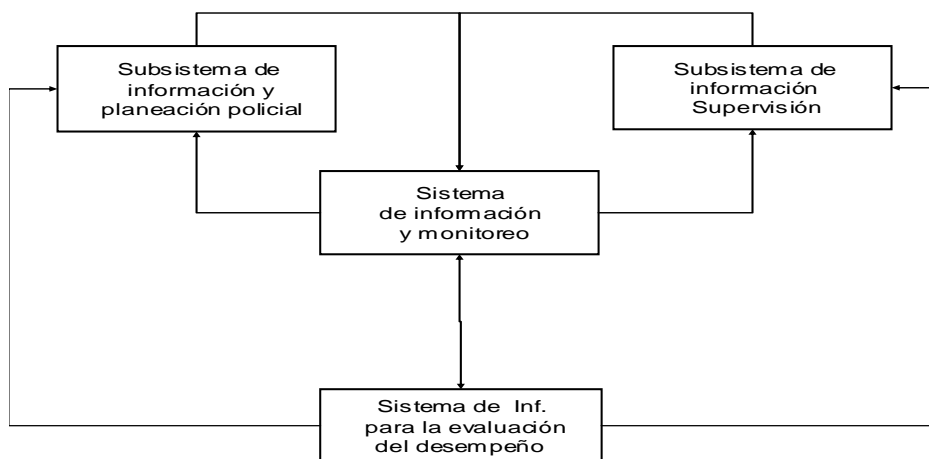 Subsistema de
información y
planeación policial
Subsistema de
información
Supervisión
Sistema
de información
y monitoreo
Sistema de Inf.
para la evaluación
del desempeño